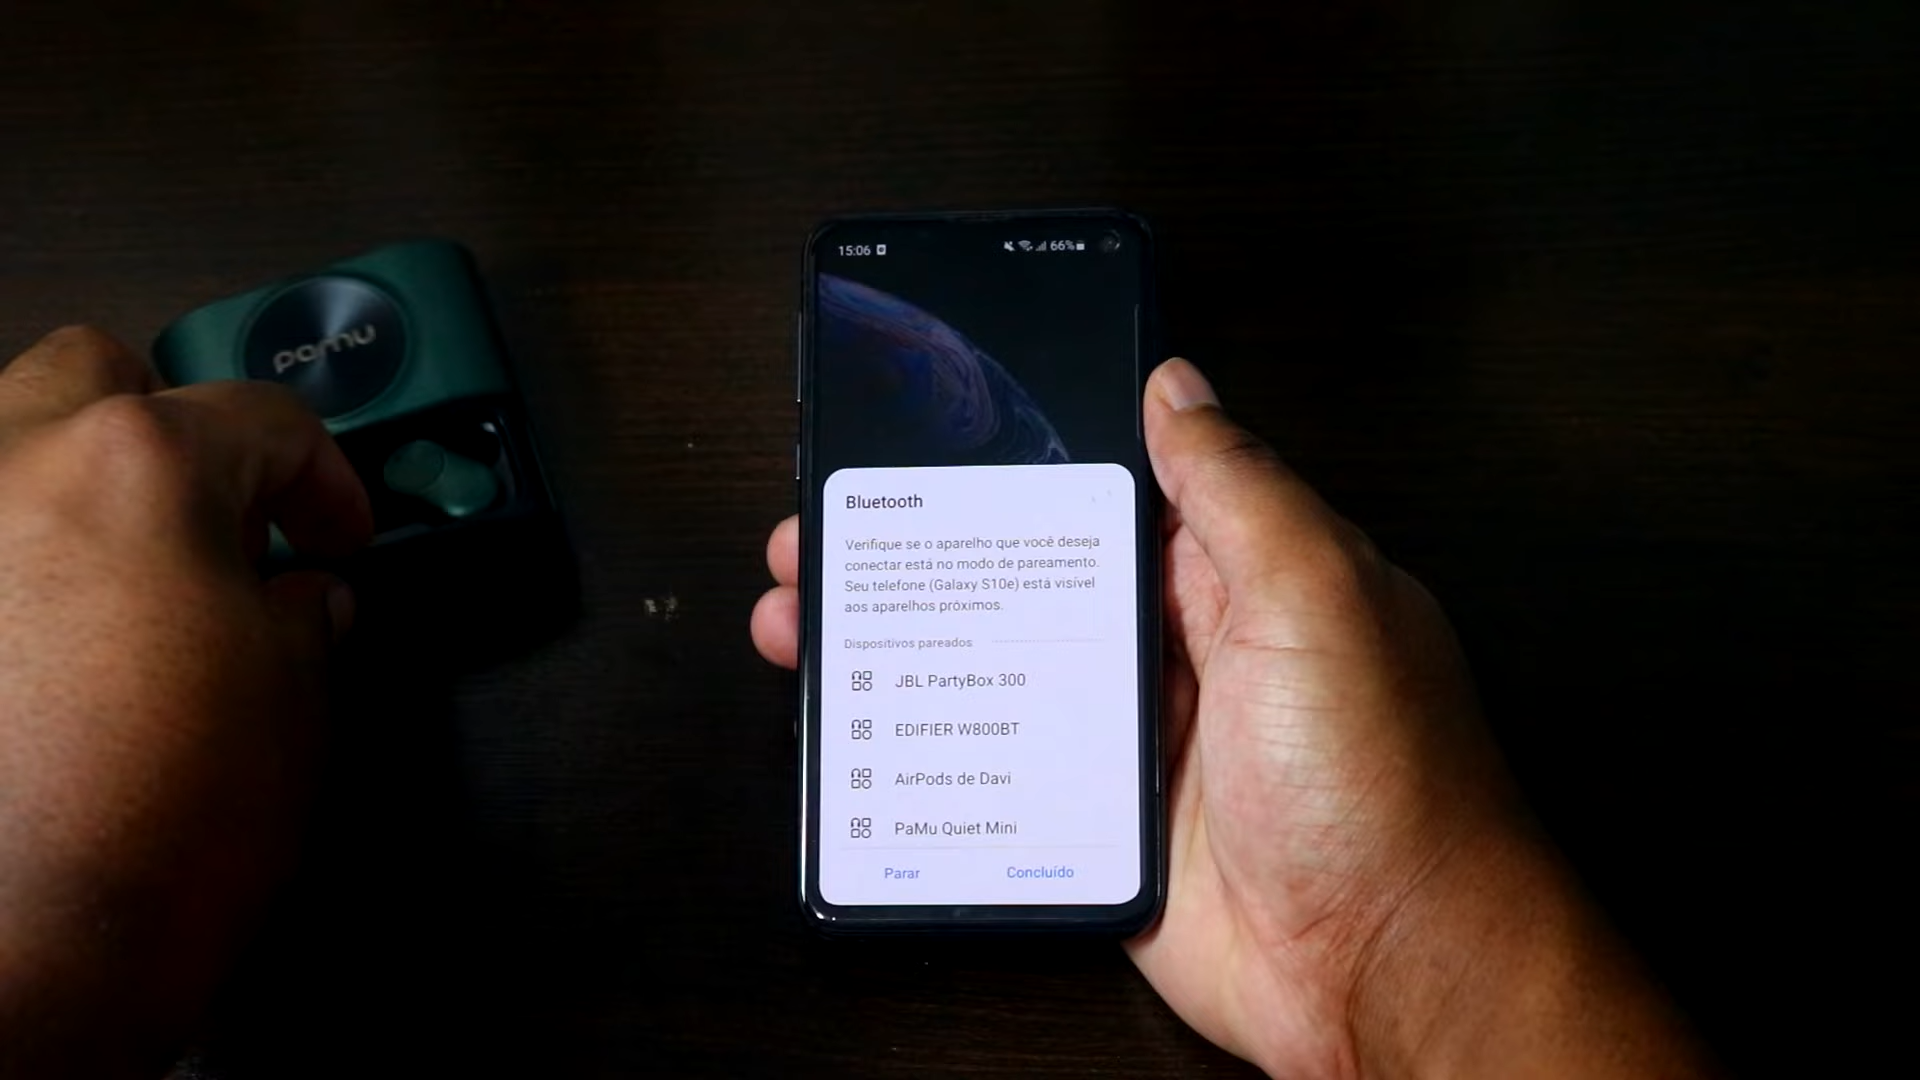 pamu
15:06
66%
Bluetooth
Verifique se o aparelho que você deseja
conectar está no modo de pareamento.
Seu telefone (Galaxy S10e) está visível
aos aparelhos próximos.
Dispositivos pareados
JBL PartyBox 300
EDIFIER W800BT
AirPods de Davi
PaMu Quiet Mini
Parar
Concluído